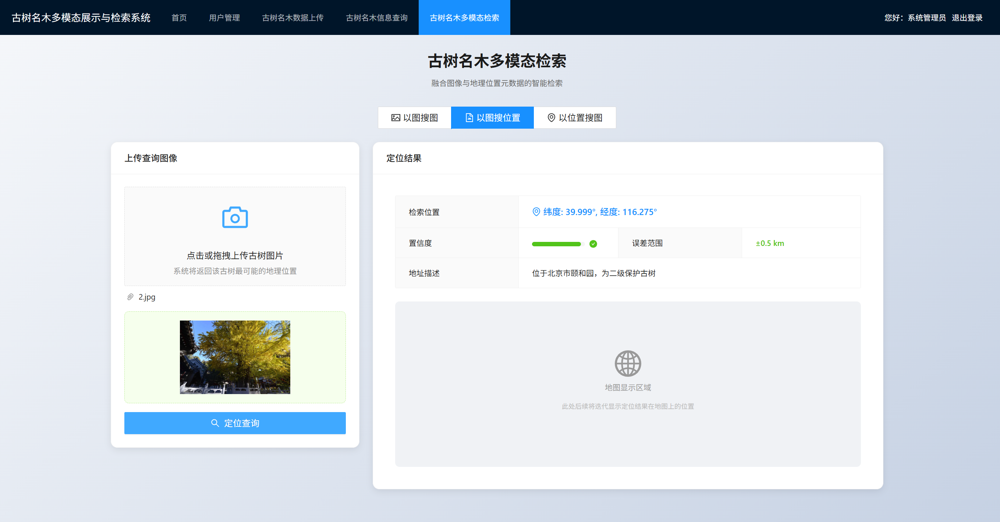 古树名木多模态展示与检索系统 首页 用户管理 古树名木数据上传 古树名木信息查询 古树名木多模态检索 您好：系统管理员 退出登录
古树名木多模态检索
融合图像与地理位置元数据的智能检索
以图搜图 以图搜位置 以位置搜图
上传查询图像
点击或拖拽上传古树图片
系统将返回该古树最可能的地理位置
2.jpg
定位查询
定位结果
检索位置 纬度: 39.999°, 经度: 116.275°
置信度 误差范围 ±0.5 km
地址描述 位于北京市颐和园，为二级保护古树
地图显示区域
此处后续将迭代显示定位结果在地图上的位置